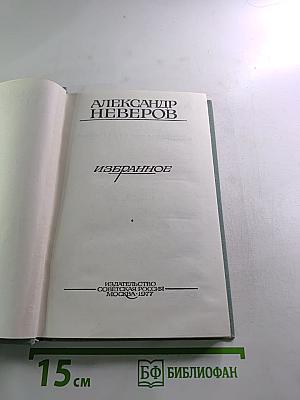 АЛЕКСАНДР
НЕВЕРОВ
ИЗБРАННОЕ
ИЗДАТЕЛЬСТВО
СОВЕТСКАЯ РОССИЯ
МОСКВА · 1977
15 см
БФ БИБЛИОФАН